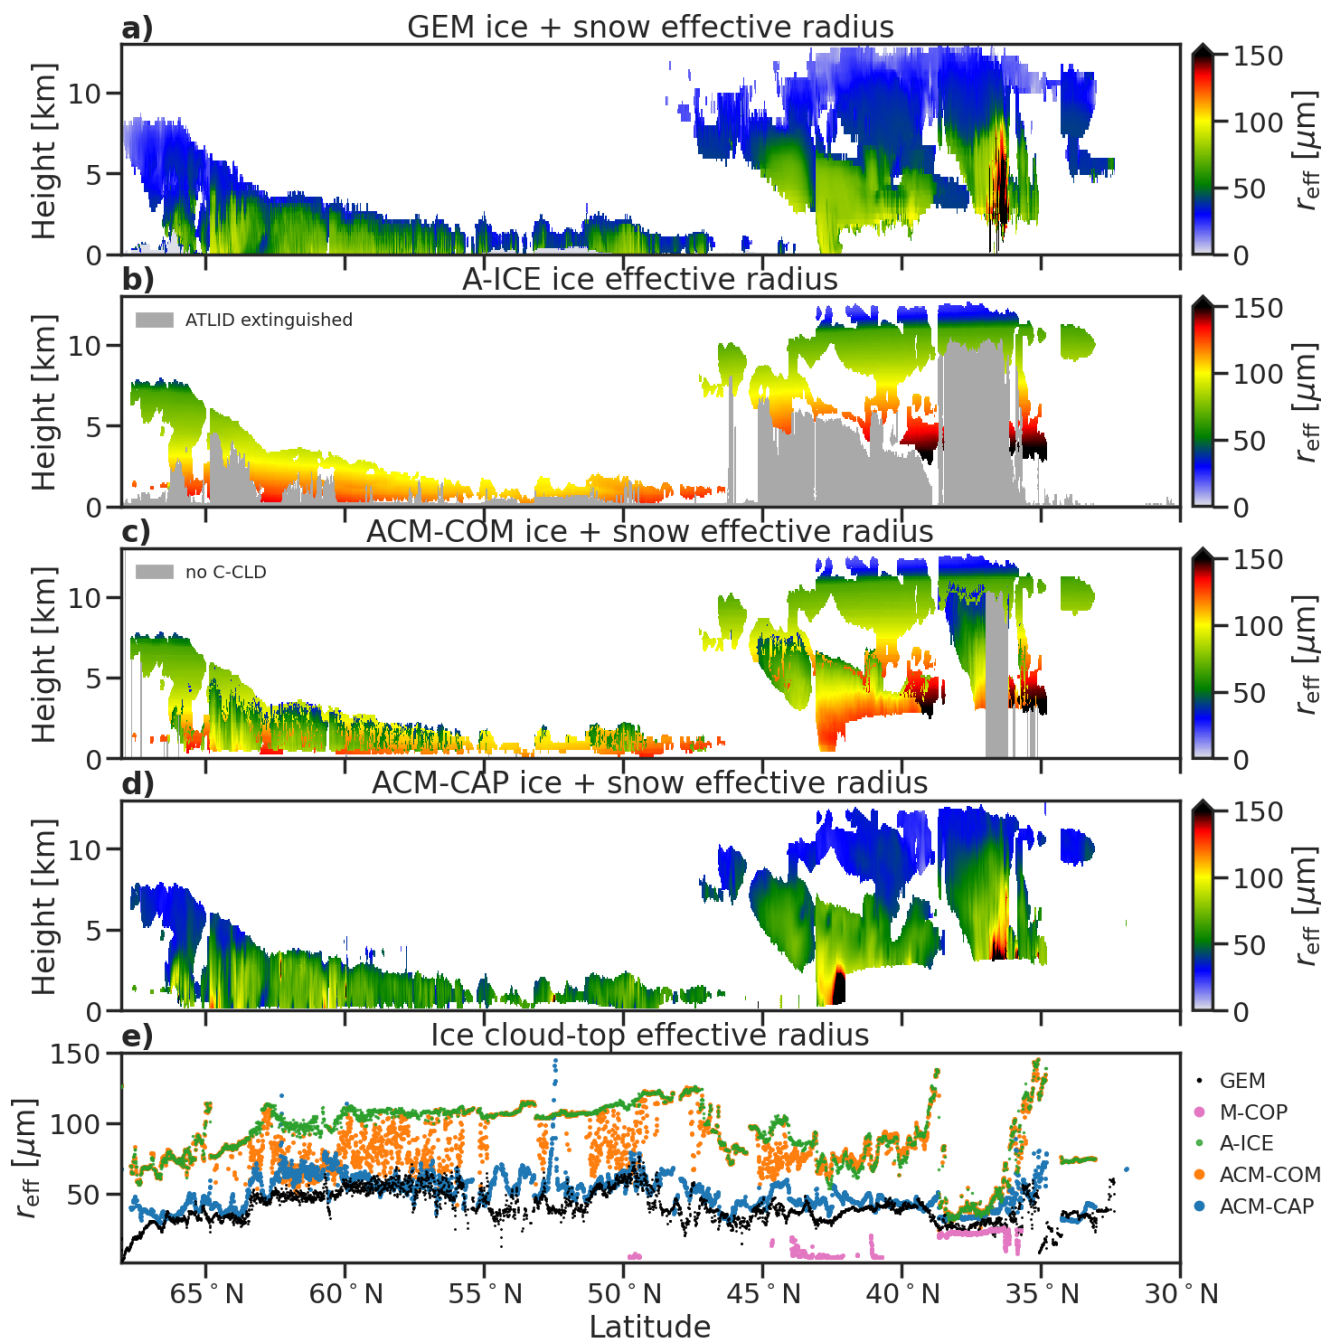 a) GEM ice + snow effective radius
Height [km]
10
5
0
150
100
50
0
r_eff [μm]
b) A-ICE ice effective radius
ATLID extinguished
Height [km]
10
5
0
150
100
50
0
r_eff [μm]
c) ACM-COM ice + snow effective radius
no C-CLD
Height [km]
10
5
0
150
100
50
0
r_eff [μm]
d) ACM-CAP ice + snow effective radius
Height [km]
10
5
0
150
100
50
0
r_eff [μm]
e) Ice cloud-top effective radius
r_eff [μm]
150
100
50
GEM
M-COP
A-ICE
ACM-COM
ACM-CAP
65°N 60°N 55°N 50°N 45°N 40°N 35°N 30°N
Latitude